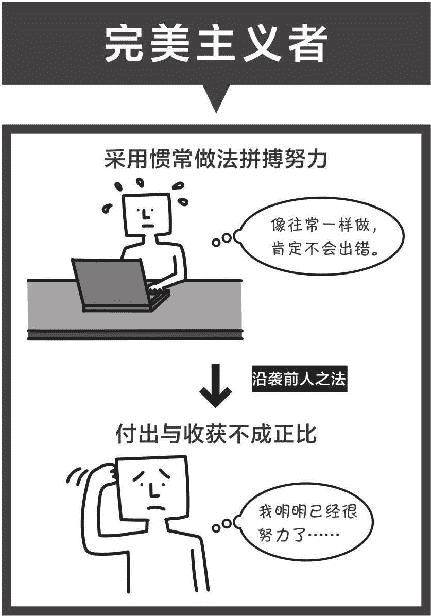 完美主义者
采用惯常做法拼搏努力
像往常一样做，
肯定不会出错。
沿袭前人之法
付出与收获不成正比
我明明已经很
努力了……